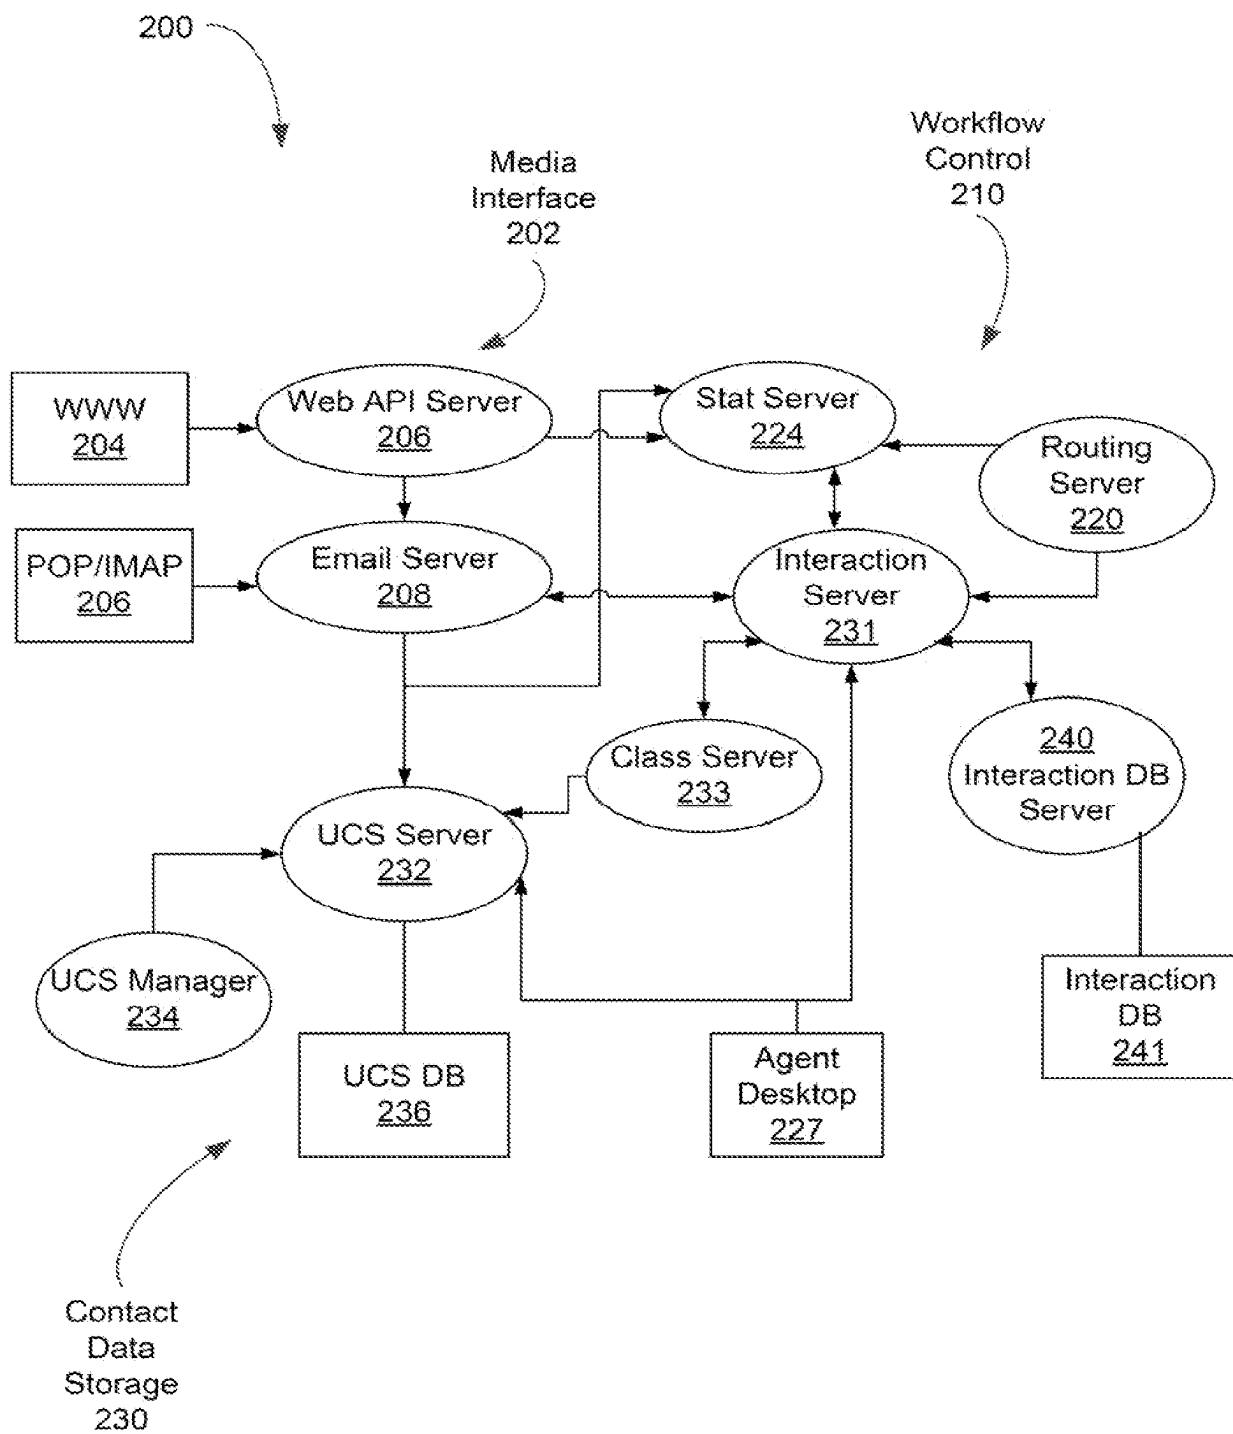 200
Workflow
Control
210
Media
Interface
202
WWW
204
Web API Server
206
Stat Server
224
Routing
Server
220
POP/IMAP
206
Email Server
208
Interaction
Server
231
Class Server
233
240
Interaction DB
Server
UCS Server
232
UCS Manager
234
UCS DB
236
Agent
Desktop
227
Interaction
DB
241
Contact
Data
Storage
230